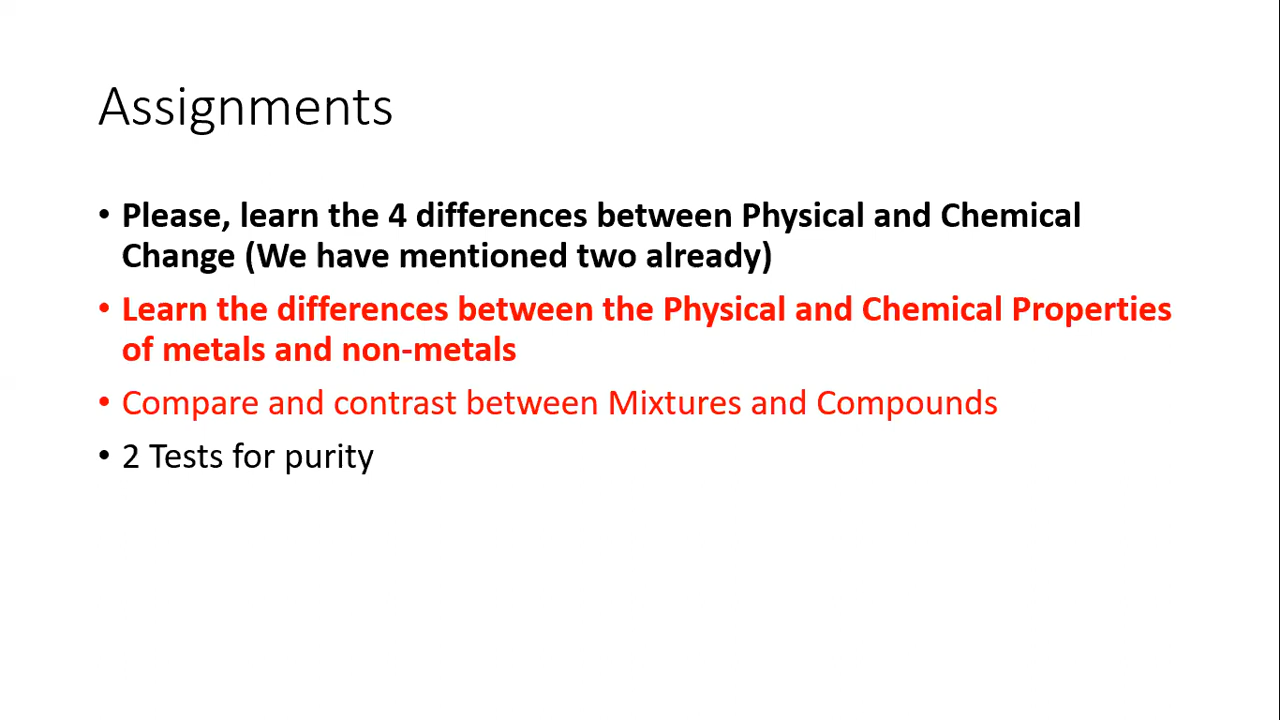 Assignments
• Please, learn the 4 differences between Physical and Chemical
Change (We have mentioned two already)
• Learn the differences between the Physical and Chemical Properties
of metals and non-metals
• Compare and contrast between Mixtures and Compounds
• 2 Tests for purity